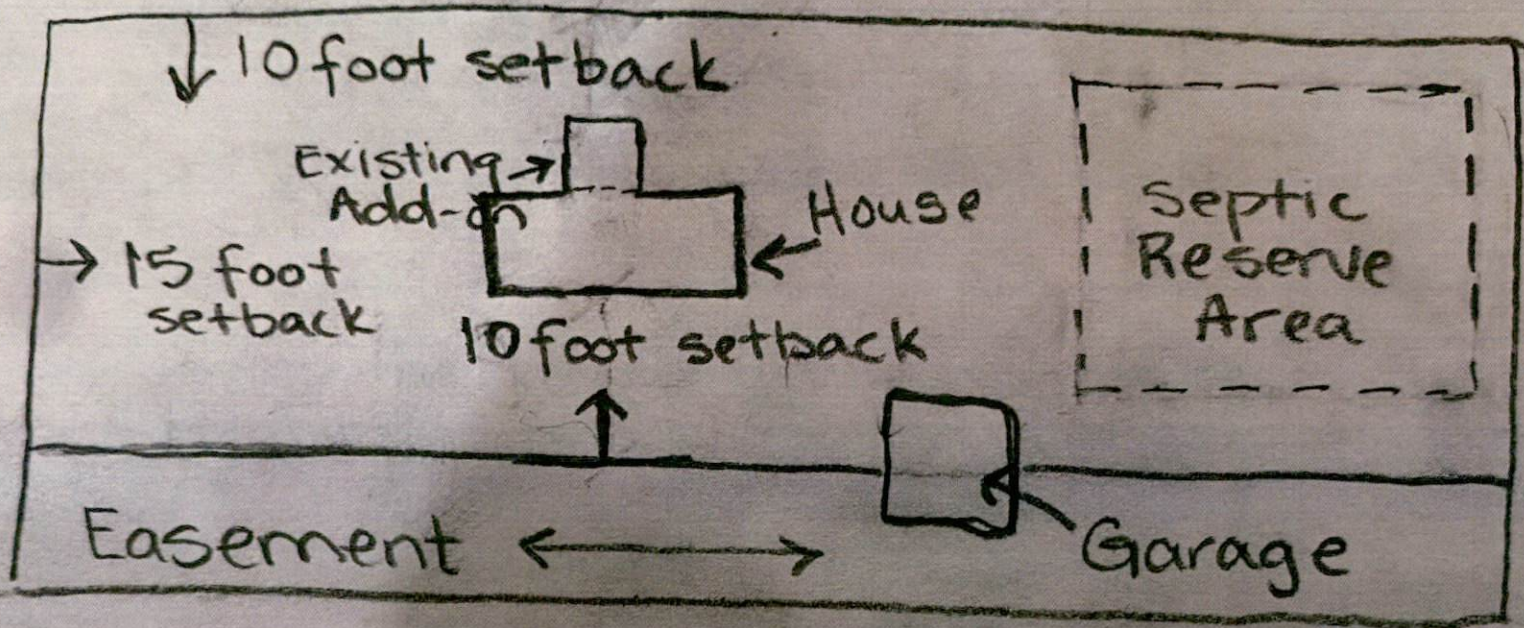 10 foot setback
Existing
Add-on
House
15 foot
setback
10 foot setback
Septic
Reserve
Area
Easement
Garage